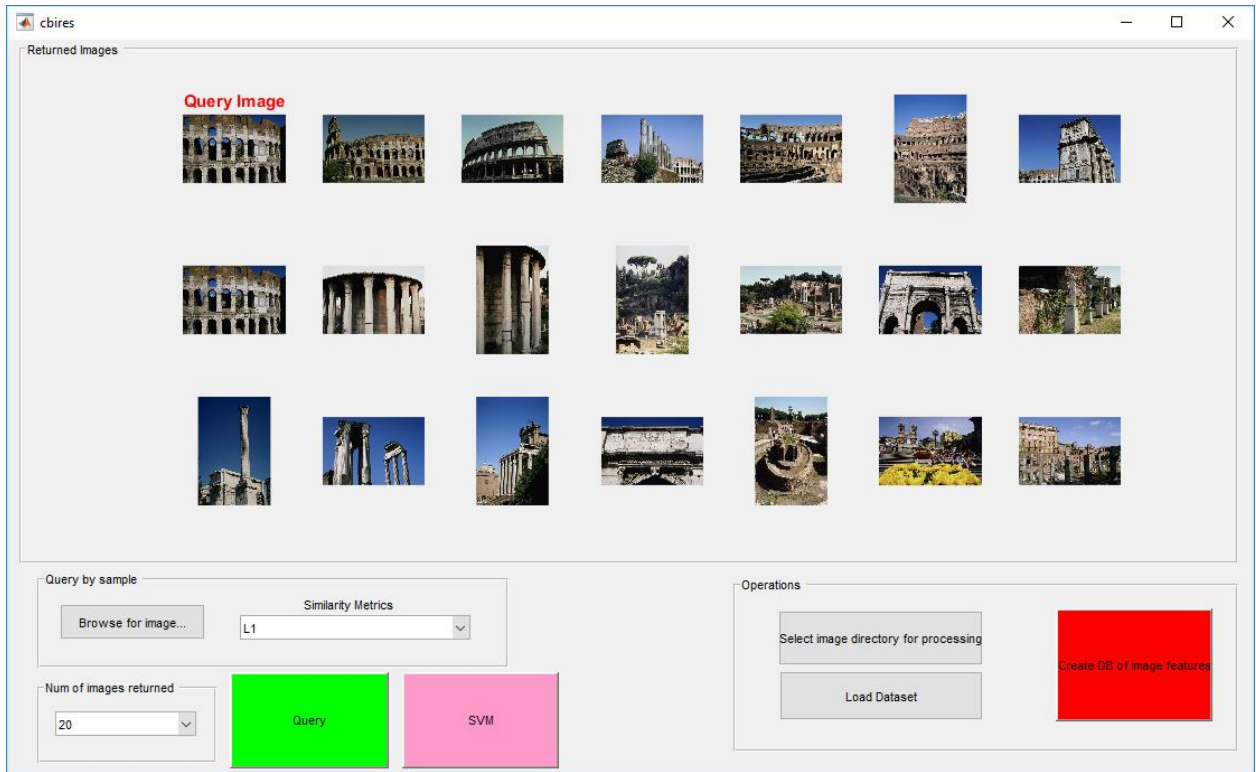 cbires
Returned Images
Query Image
Query by sample
Browse for image...
Similarity Metrics
L1
Num of images returned
20
Query
SVM
Operations
Select image directory for processing
Load Dataset
Create DB of image features